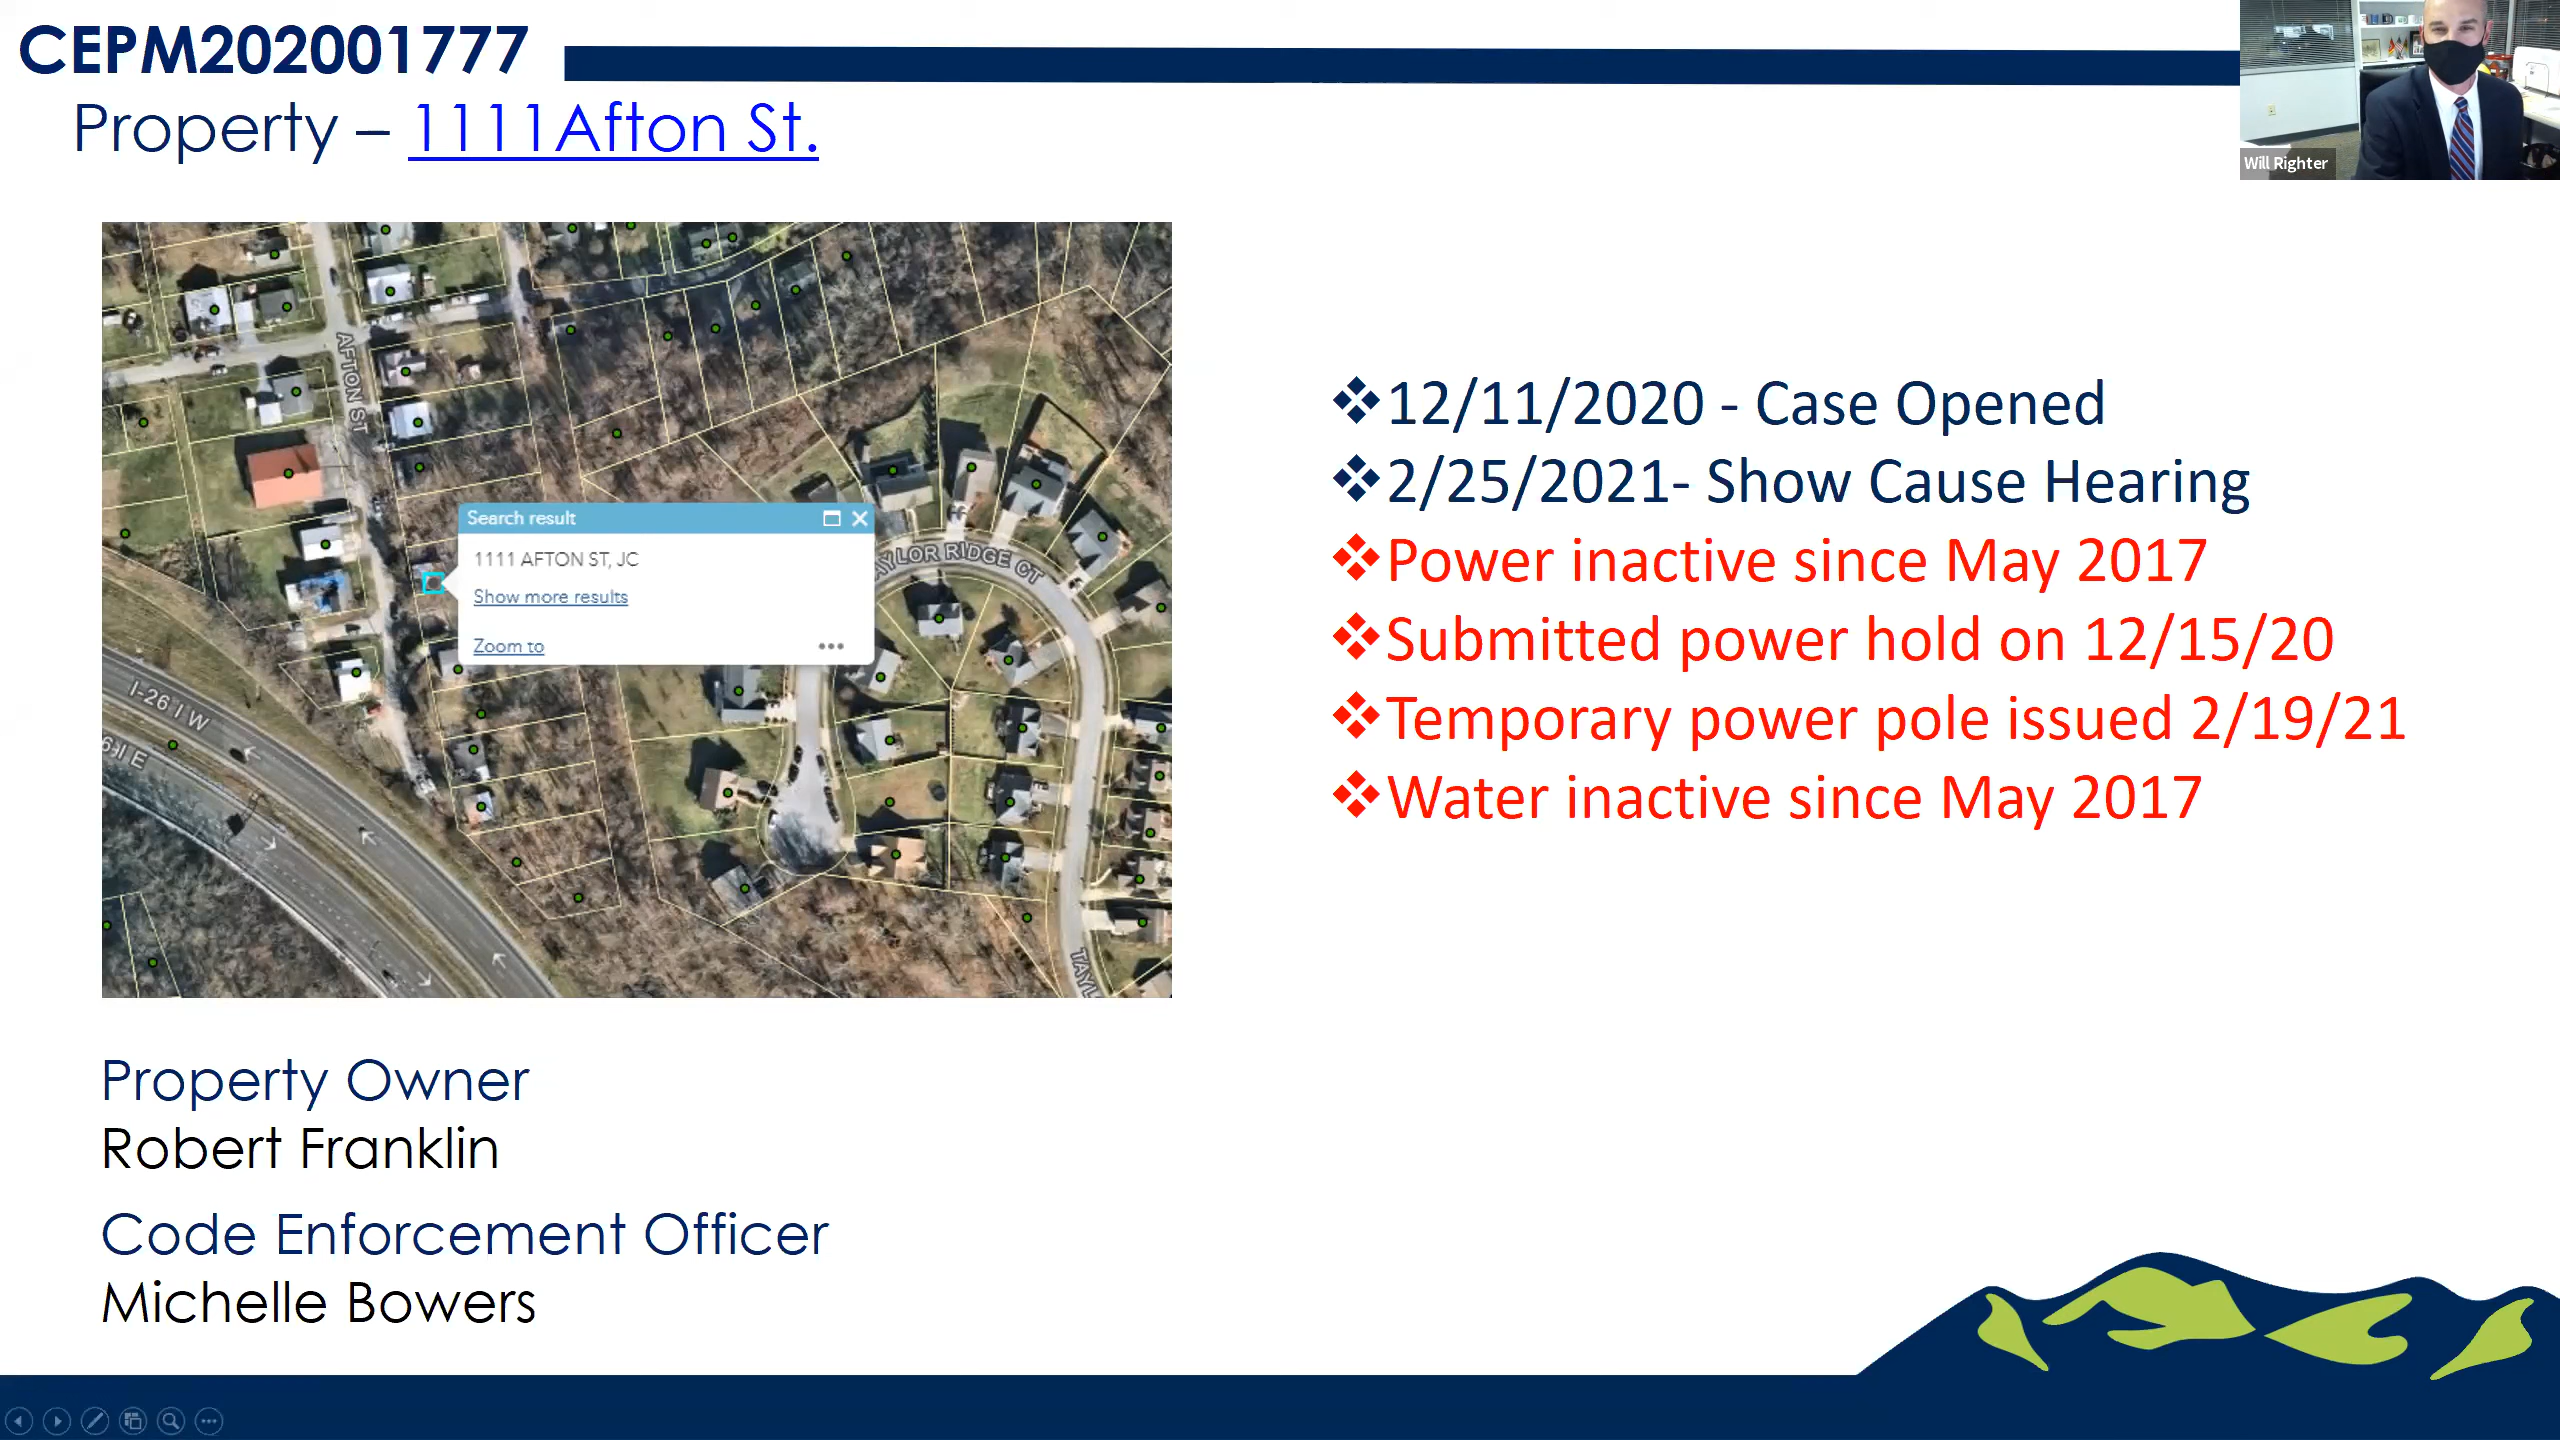 CEPM202001777
Property – 1111Afton St.
Will Righter
AFTON ST
Search result
1111 AFTON ST, JC
Show more results
Zoom to
AYLOR RIDGE CT
I-26 I W
6 I E
TAYL
❖12/11/2020 - Case Opened
❖2/25/2021- Show Cause Hearing
❖Power inactive since May 2017
❖Submitted power hold on 12/15/20
❖Temporary power pole issued 2/19/21
❖Water inactive since May 2017
Property Owner
Robert Franklin
Code Enforcement Officer
Michelle Bowers